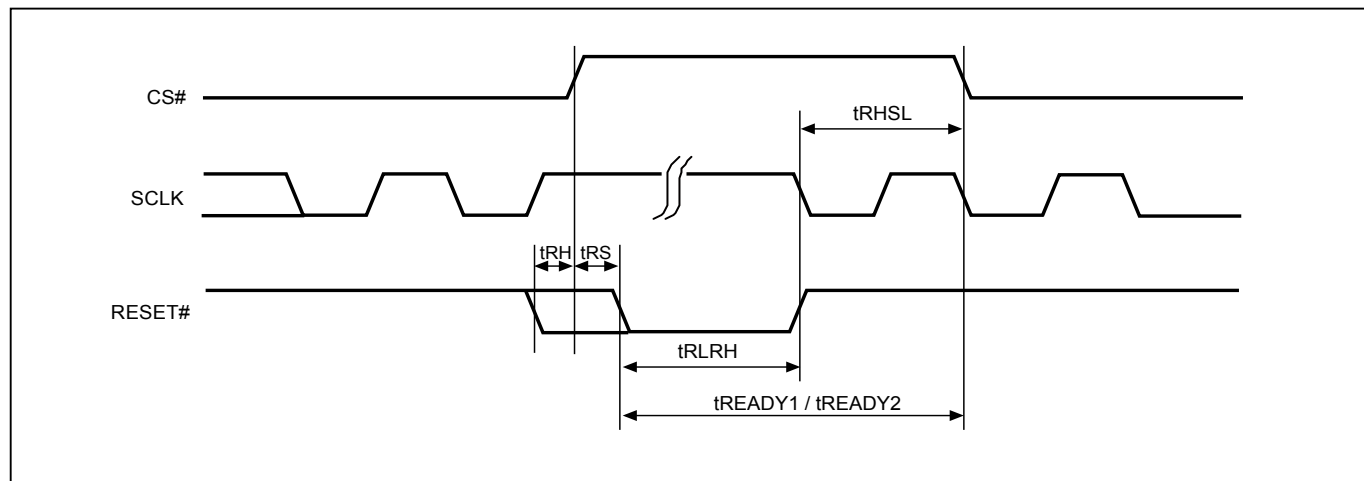 CS#
tRHSL
SCLK
tRH tRS
RESET#
tRLRH
tREADY1 / tREADY2